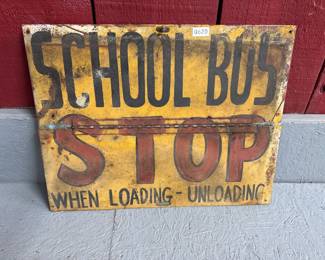 SCHOOL BUS
STOP
WHEN LOADING - UNLOADING